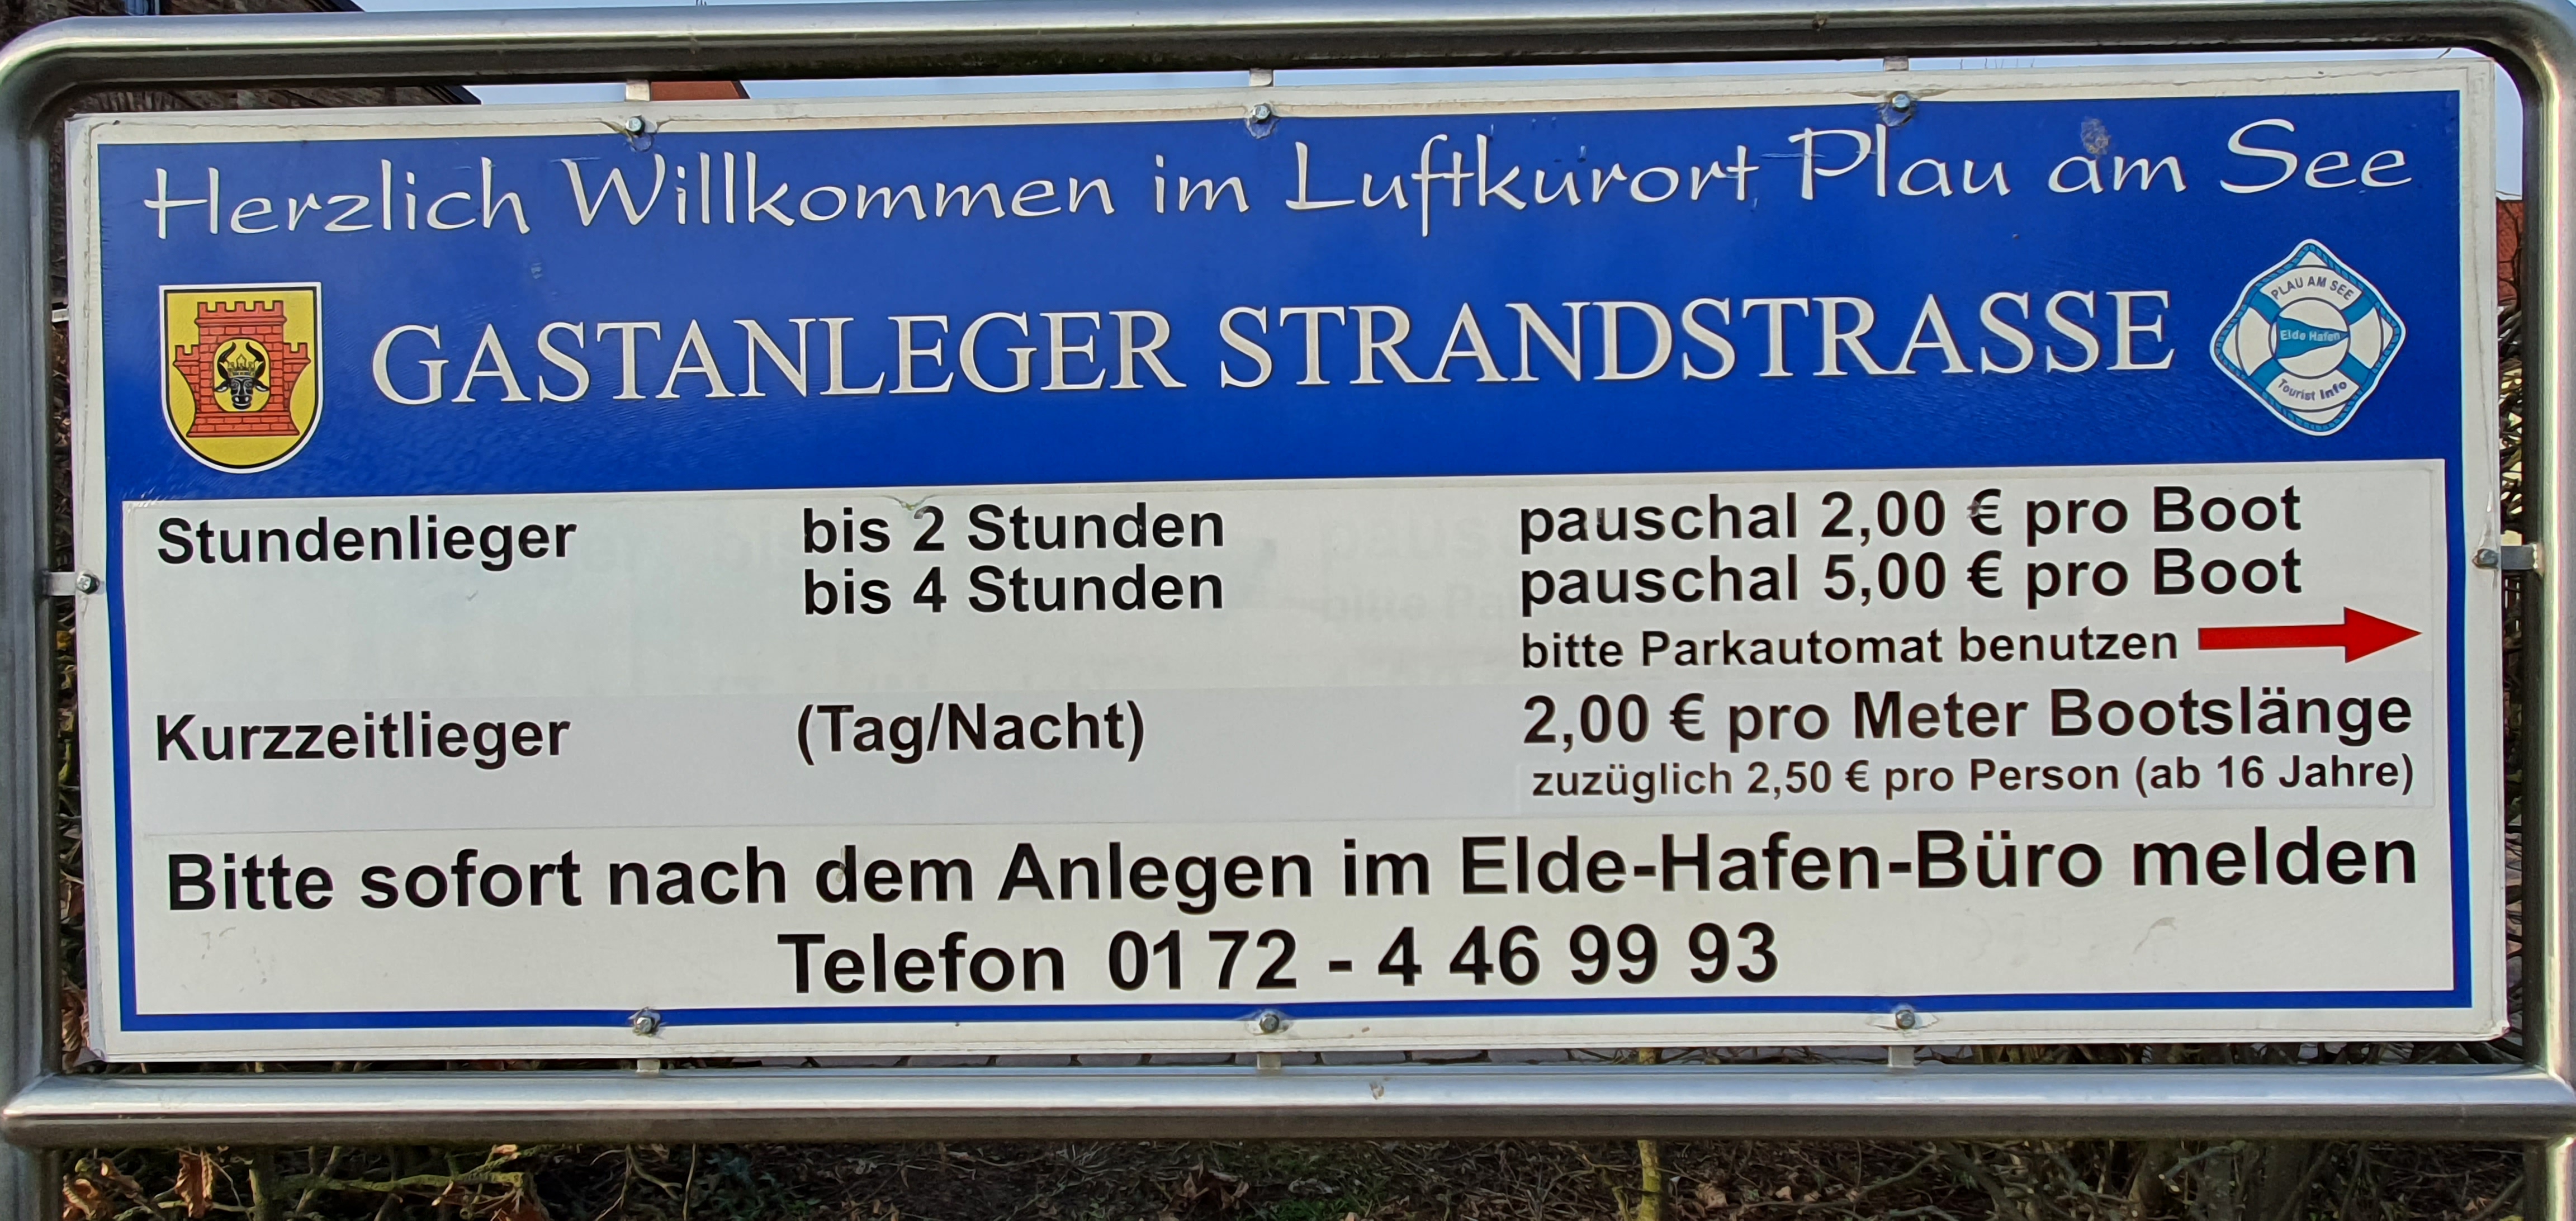 Herzlich Willkommen im Luftkurort Plau am See
GASTANLEGER STRANDSTRASSE
PLAU AM SEE
Elde Hafen
Tourist Info
Stundenlieger bis 2 Stunden pauschal 2,00 € pro Boot
bis 4 Stunden pauschal 5,00 € pro Boot
bitte Parkautomat benutzen
Kurzzeitlieger (Tag/Nacht) 2,00 € pro Meter Bootslänge
zuzüglich 2,50 € pro Person (ab 16 Jahre)
Bitte sofort nach dem Anlegen im Elde-Hafen-Büro melden
Telefon 01 72 - 4 46 99 93